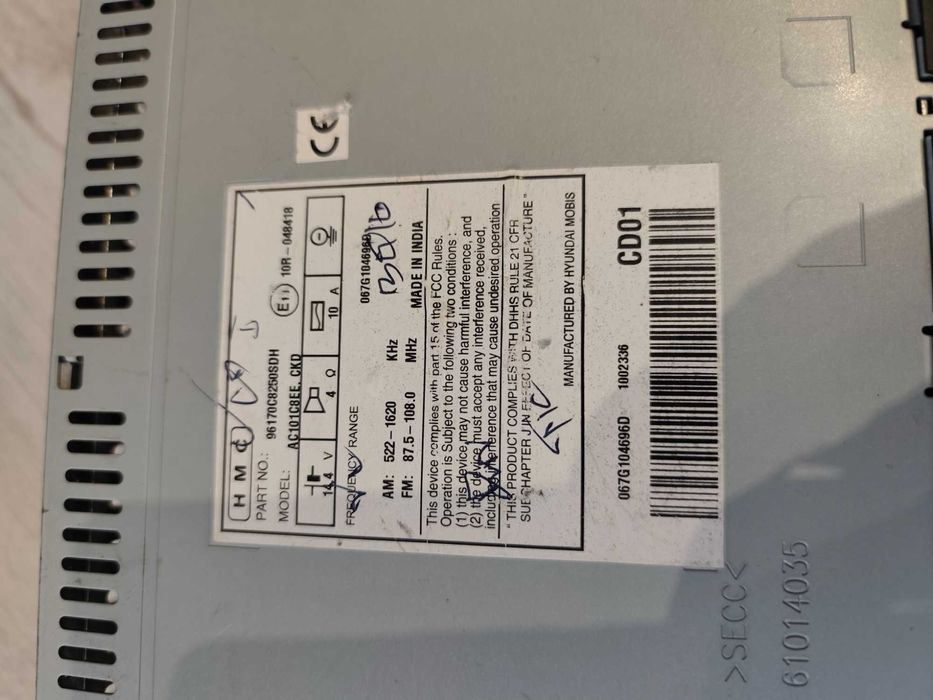 HMC
PART NO.: 96170C8250SDH
MODEL: AC101C8EE. CKD
E11 10R-048418
14.4 V 4 Ω 10 A
FREQUENCY RANGE
067G104696D
AM: 522-1620 KHz
FM: 87.5-108.0 MHz MADE IN INDIA
This device complies with part 15 of the FCC Rules.
Operation is Subject to the following two conditions :
(1) this device may not cause harmful interference, and
(2) the device must accept any interference received,
including interference that may cause undesired operation
" THIS PRODUCT COMPLIES WITH DHHS RULE 21 CFR
SUBCHAPTER J IN EFFECT OF DATE OF MANUFACTURE "
MANUFACTURED BY HYUNDAI MOBIS
CD01
067G104696D 1002336
CE
>SECC<
61014035